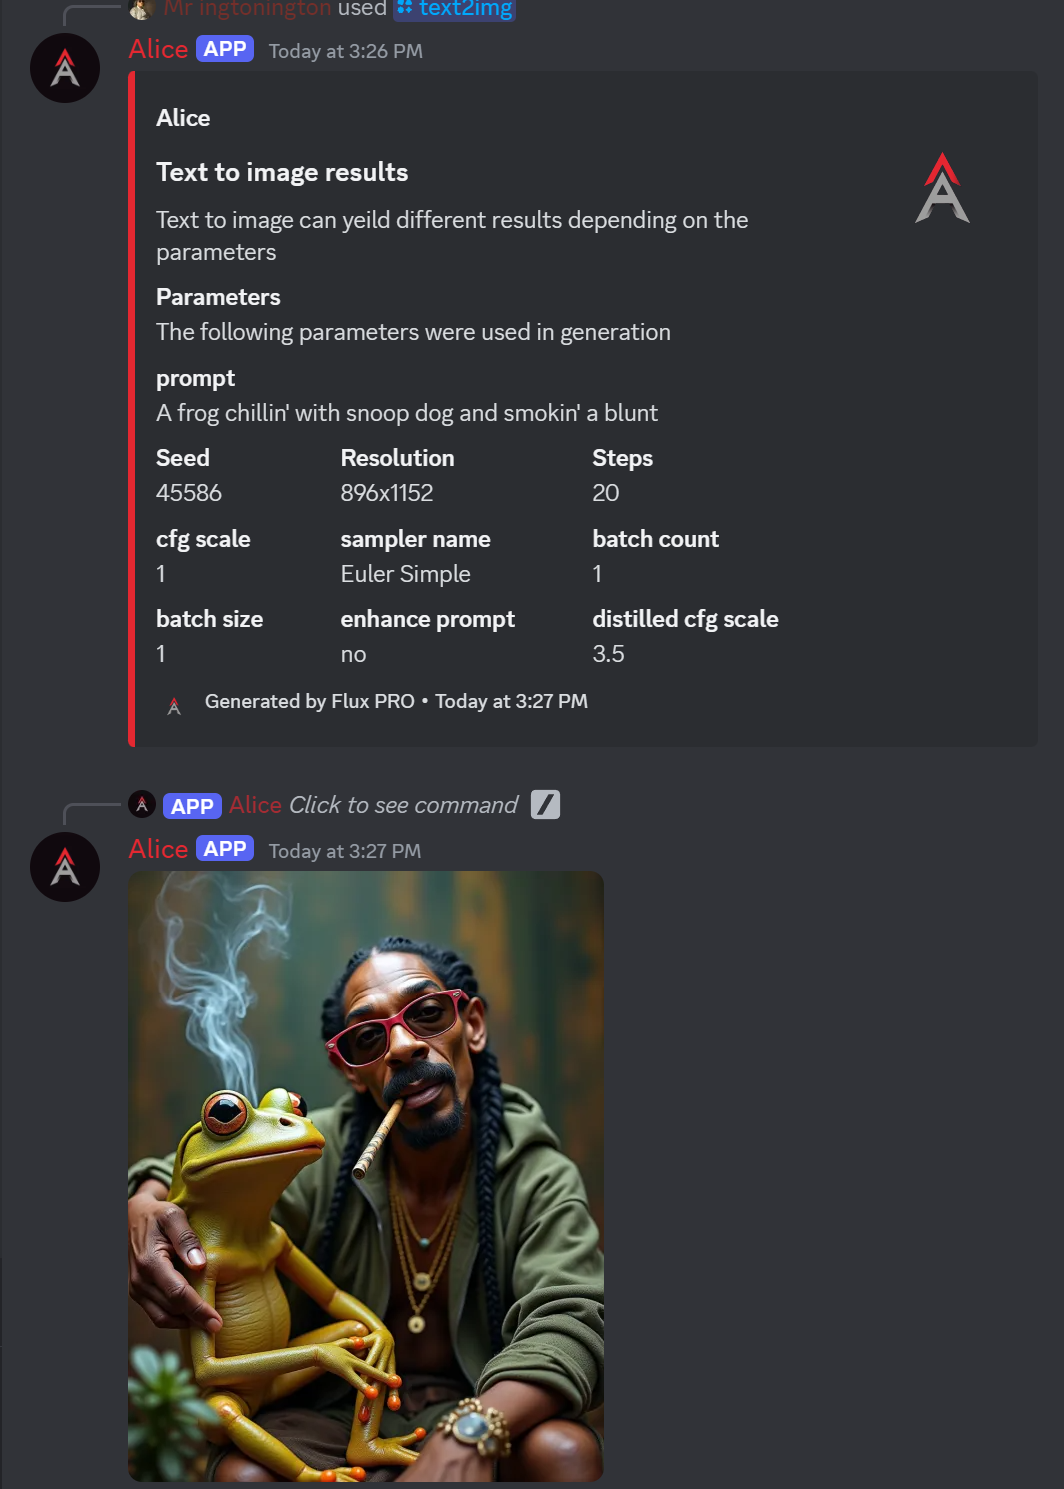 Mr ingtonington used text2img
Alice APP Today at 3:26 PM
Alice
Text to image results
Text to image can yeild different results depending on the
parameters
Parameters
The following parameters were used in generation
prompt
A frog chillin' with snoop dog and smokin' a blunt
Seed Resolution Steps
45586 896x1152 20
cfg scale sampler name batch count
1 Euler Simple 1
batch size enhance prompt distilled cfg scale
1 no 3.5
Generated by Flux PRO • Today at 3:27 PM
APP Alice Click to see command
Alice APP Today at 3:27 PM